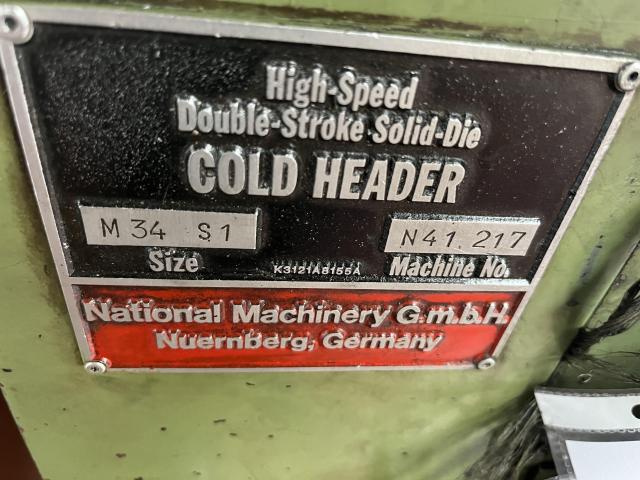 High-Speed
Double-Stroke Solid-Die
COLD HEADER
M 34 S1
N41.217
Size
K3121A8155A
Machine No.
National Machinery G.m.b.H.
Nuernberg, Germany